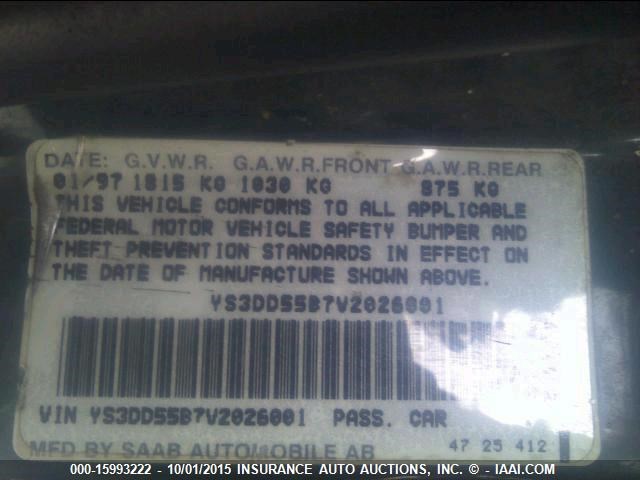 DATE: G.V.W.R. G.A.W.R.FRONT G.A.W.R.REAR
01/97 1815 KG 1030 KG 875 KG
THIS VEHICLE CONFORMS TO ALL APPLICABLE
FEDERAL MOTOR VEHICLE SAFETY BUMPER AND
THEFT PREVENTION STANDARDS IN EFFECT ON
THE DATE OF MANUFACTURE SHOWN ABOVE.
YS3DD55B7V2026001
VIN YS3DD55B7V2026001 PASS. CAR
MFD BY SAAB AUTOMOBILE AB 47 25 412
000-15993222 - 10/01/2015 INSURANCE AUTO AUCTIONS, INC. - © IAAI.COM